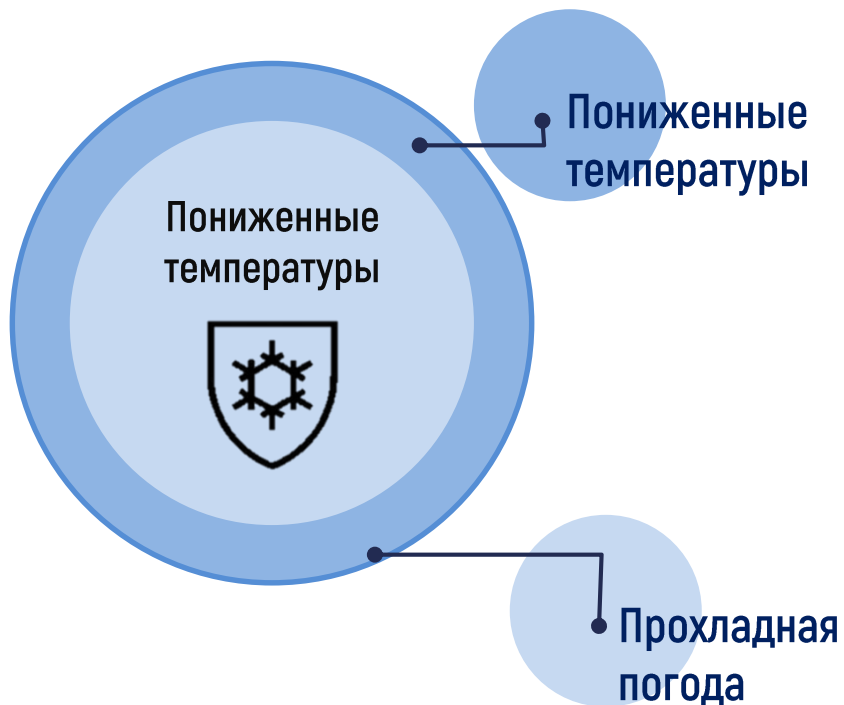 Пониженные
температуры
Пониженные
температуры
Прохладная
погода